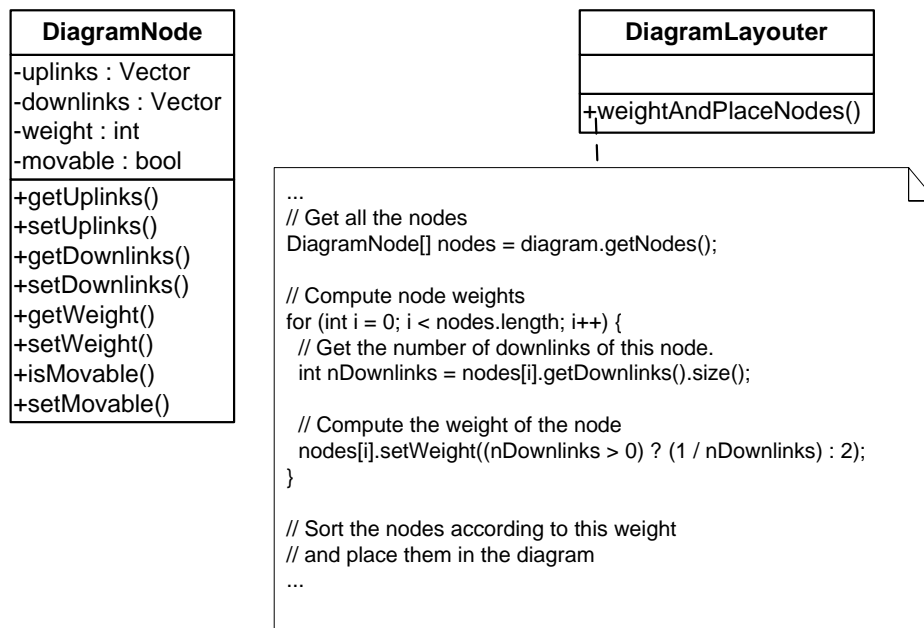 DiagramNode
-uplinks : Vector
-downlinks : Vector
-weight : int
-movable : bool
+getUplinks()
+setUplinks()
+getDownlinks()
+setDownlinks()
+getWeight()
+setWeight()
+isMovable()
+setMovable()
DiagramLayouter
+weightAndPlaceNodes()
...
// Get all the nodes
DiagramNode[] nodes = diagram.getNodes();
// Compute node weights
for (int i = 0; i < nodes.length; i++) {
// Get the number of downlinks of this node.
int nDownlinks = nodes[i].getDownlinks().size();
// Compute the weight of the node
nodes[i].setWeight((nDownlinks > 0) ? (1 / nDownlinks) : 2);
}
// Sort the nodes according to this weight
// and place them in the diagram
...